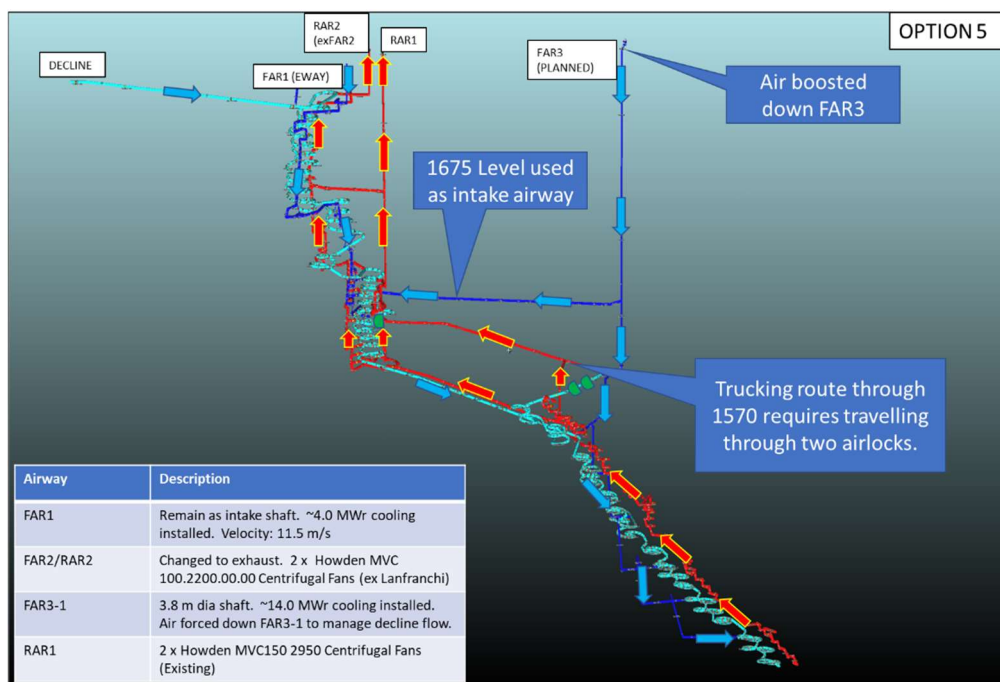 OPTION 5
RAR2
(exFAR2
RAR1
DECLINE
FAR1 (EWAY)
FAR3
(PLANNED)
Air boosted
down FAR3
1675 Level used
as intake airway
Trucking route through
1570 requires travelling
through two airlocks.
Airway Description
FAR1 Remain as intake shaft. ~4.0 MWr cooling
installed. Velocity: 11.5 m/s
FAR2/RAR2 Changed to exhaust. 2 x Howden MVC
100.2200.00.00 Centrifugal Fans (ex Lanfranchi)
FAR3-1 3.8 m dia shaft. ~14.0 MWr cooling installed.
Air forced down FAR3-1 to manage decline flow.
RAR1 2 x Howden MVC150 2950 Centrifugal Fans
(Existing)